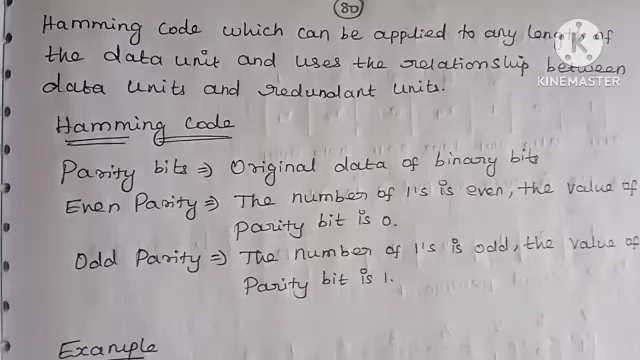 80
Hamming code which can be applied to any length of
the data unit and uses the relationship between
data units and redundant units.
Hamming Code
Parity bits ⇒ Original data of binary bits
Even Parity ⇒ The number of 1's is even, the value of
Parity bit is 0.
Odd Parity ⇒ The number of 1's is odd, the value of
Parity bit is 1.
Example
K
KINEMASTER